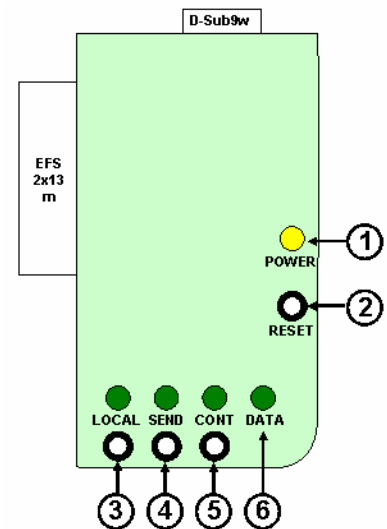 D-Sub9w
EFS
2x13
m
1
POWER
2
RESET
LOCAL SEND CONT DATA
3 4 5 6